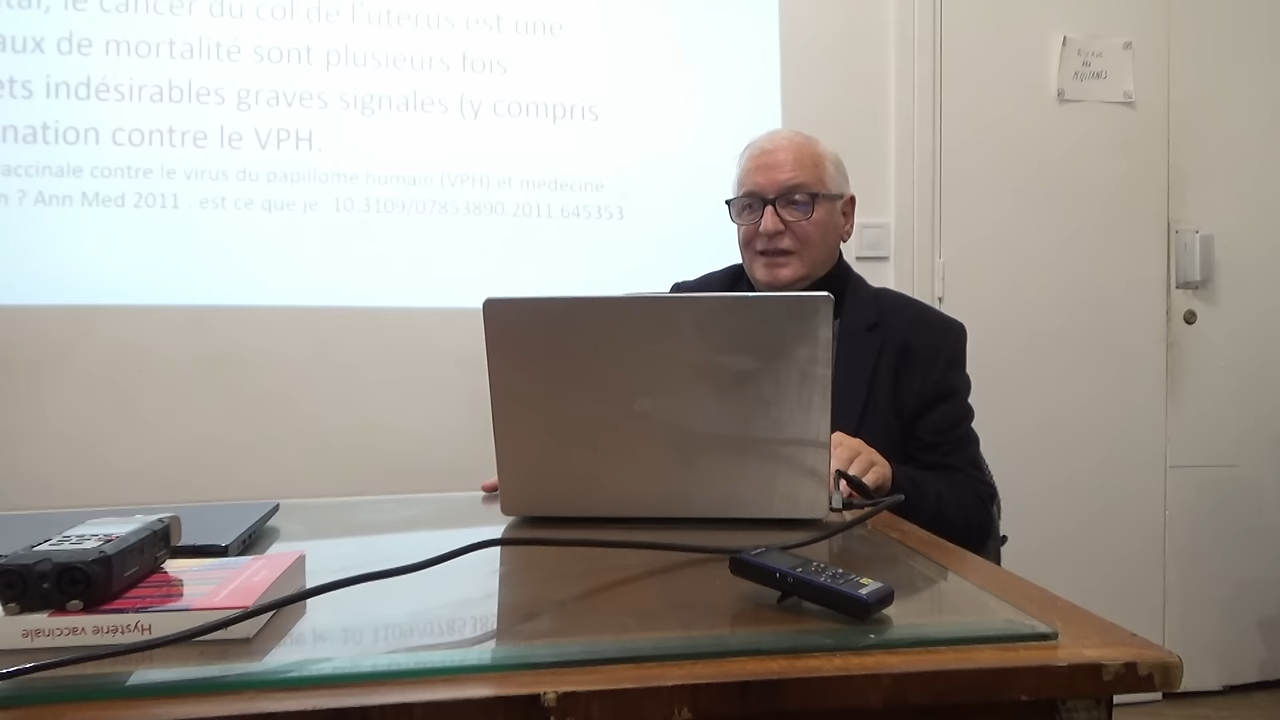 le cancer du col de l'utérus est une
aux de mortalité sont plusieurs fois
ets indésirables graves signalés (y compris
nation contre le VPH.
accinale contre le virus du papillome humain (VPH) et médecine
n ? Ann Med 2011 . est ce que je 10.3109/07853890.2011.645353
Hystérie vaccinale